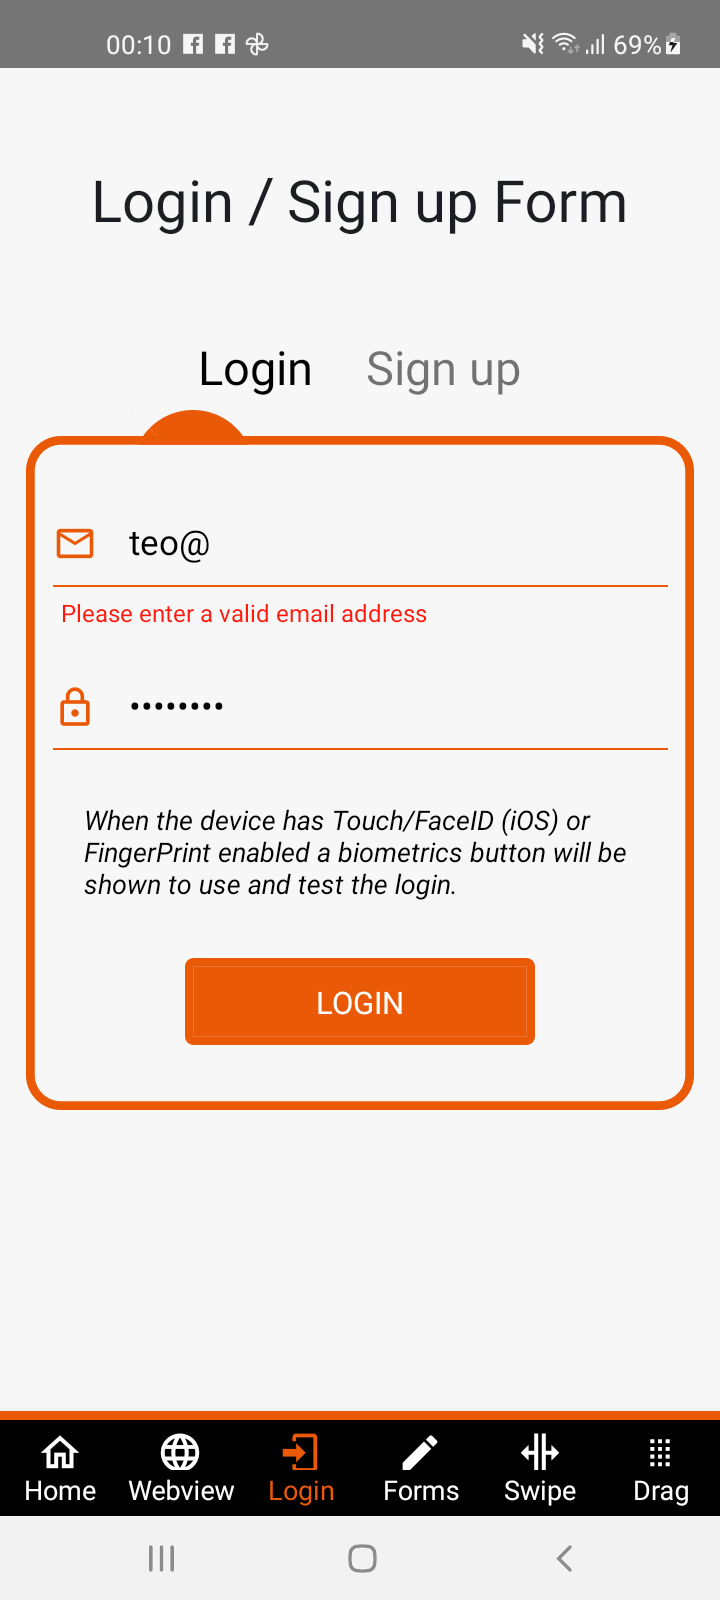 00:10 69%
Login / Sign up Form
Login Sign up
teo@
Please enter a valid email address
••••••••
When the device has Touch/FaceID (iOS) or
FingerPrint enabled a biometrics button will be
shown to use and test the login.
LOGIN
Home Webview Login Forms Swipe Drag